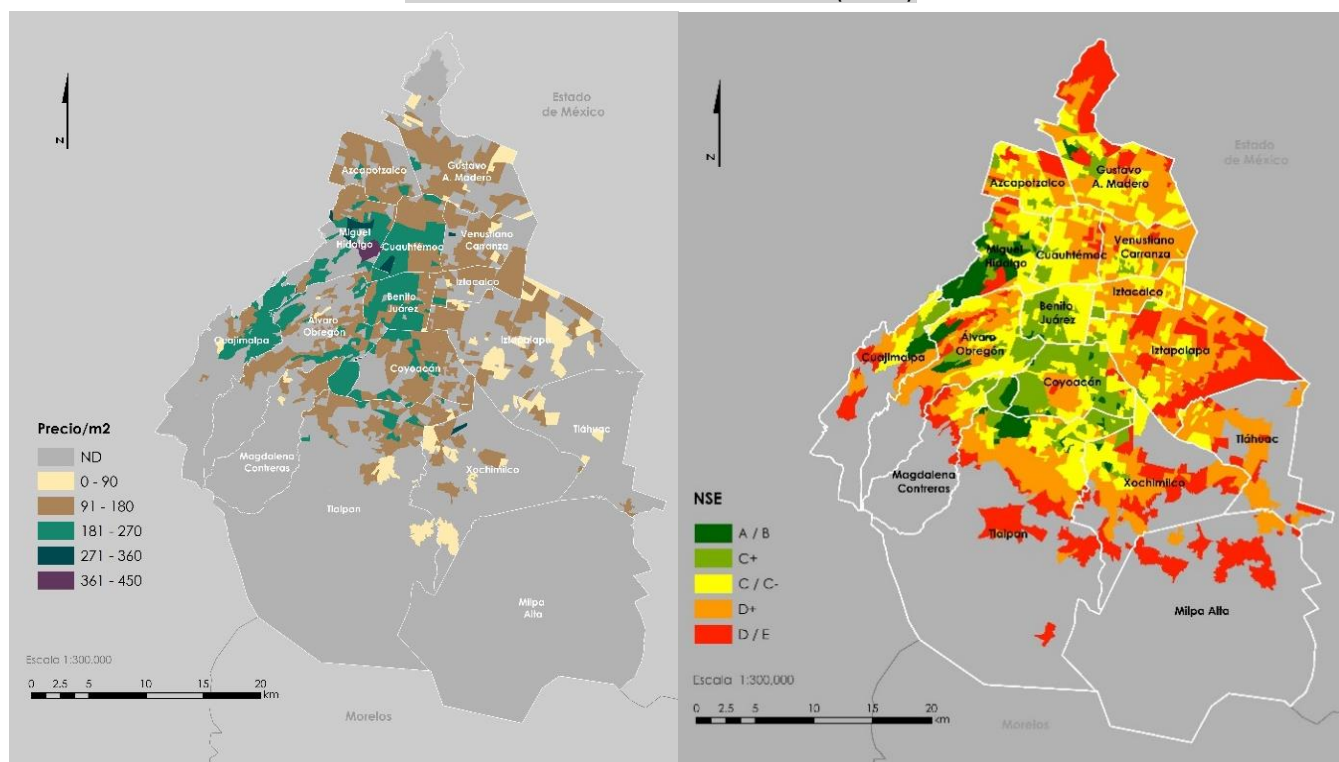 Estado
de México
N
Azcapotzalco
Gustavo
A. Madero
Miguel
Hidalgo
Cuauhtémoc
Venustiano
Carranza
Iztacalco
Benito
Juárez
Álvaro
Obregón
Cuajimalpa
Iztapalapa
Coyoacán
Magdalena
Contreras
Tláhuac
Xochimilco
Tlalpan
Milpa
Alta
Morelos
Precio/m2
ND
0 - 90
91 - 180
181 - 270
271 - 360
361 - 450
Escala 1:300,000
0 2.5 5 10 15 20
km
Estado
de México
N
Azcapotzalco
Gustavo
A. Madero
Miguel
Hidalgo
Cuauhtémoc
Venustiano
Carranza
Iztacalco
Benito
Juárez
Álvaro
Obregón
Cuajimalpa
Iztapalapa
Coyoacán
Magdalena
Contreras
Tláhuac
Xochimilco
Tlalpan
Milpa Alta
Morelos
NSE
A / B
C+
C / C-
D+
D / E
Escala 1:300,000
0 2.5 5 10 15 20
km